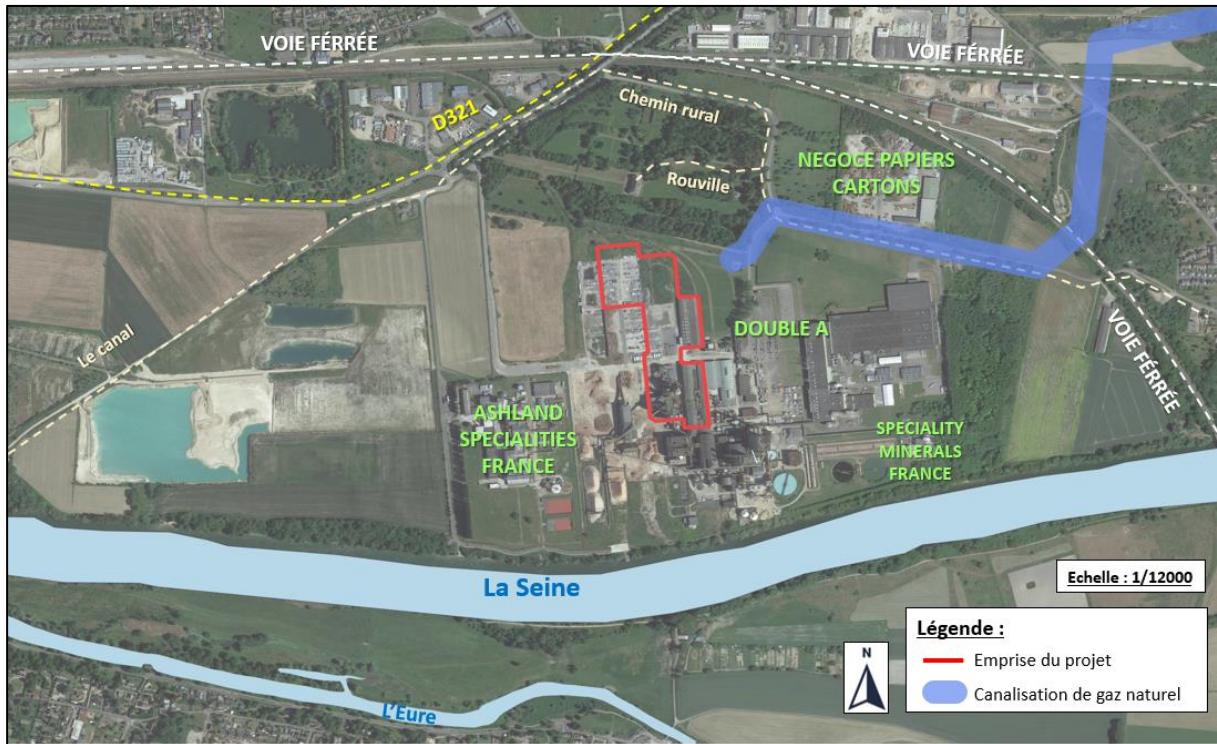 VOIE FÉRRÉE
VOIE FÉRRÉE
D321
Chemin rural
NEGOCE PAPIERS
CARTONS
Rouville
Le canal
DOUBLE A
VOIE FÉRRÉE
ASHLAND
SPECIALITIES
FRANCE
SPECIALITY
MINERALS
FRANCE
La Seine
Echelle : 1/12000
Légende :
N
Emprise du projet
Canalisation de gaz naturel
L'Eure